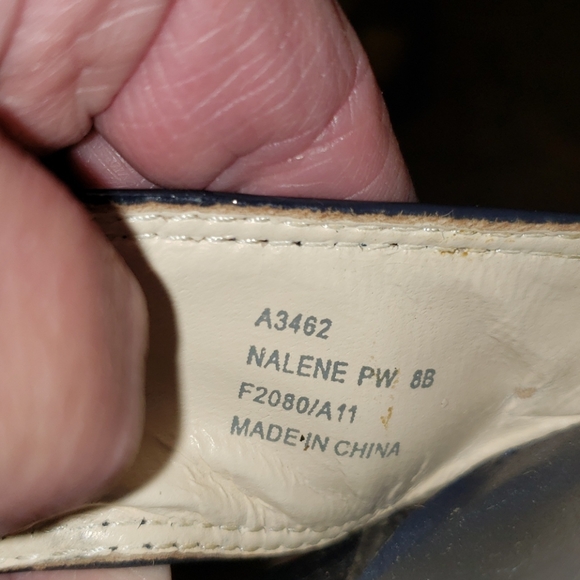 A3462
NALENE PW 8B
F2080/A11
MADE IN CHINA